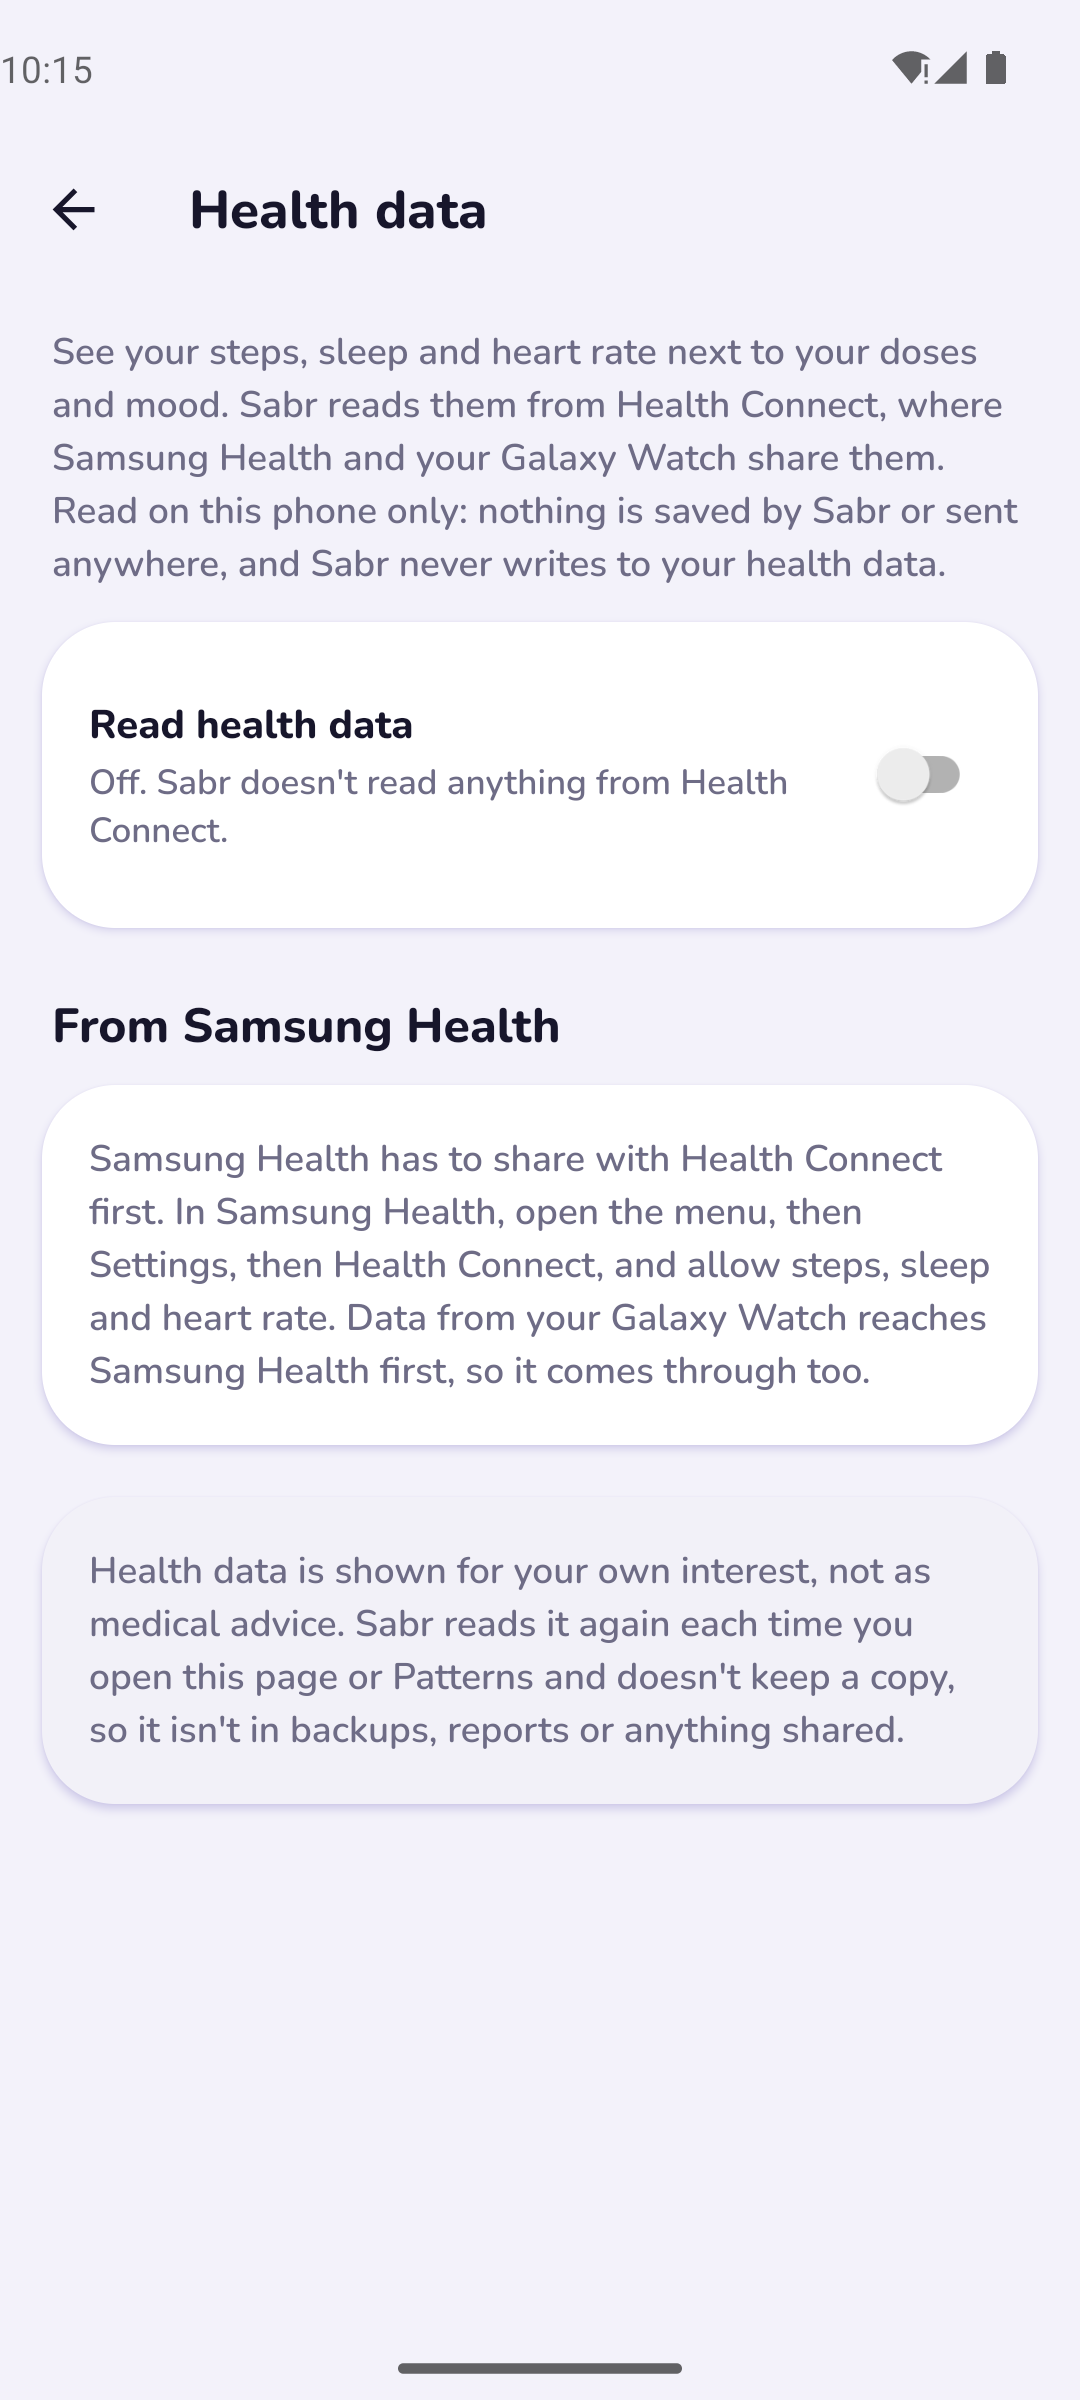 10:15
Health data
See your steps, sleep and heart rate next to your doses
and mood. Sabr reads them from Health Connect, where
Samsung Health and your Galaxy Watch share them.
Read on this phone only: nothing is saved by Sabr or sent
anywhere, and Sabr never writes to your health data.
Read health data
Off. Sabr doesn't read anything from Health
Connect.
From Samsung Health
Samsung Health has to share with Health Connect
first. In Samsung Health, open the menu, then
Settings, then Health Connect, and allow steps, sleep
and heart rate. Data from your Galaxy Watch reaches
Samsung Health first, so it comes through too.
Health data is shown for your own interest, not as
medical advice. Sabr reads it again each time you
open this page or Patterns and doesn't keep a copy,
so it isn't in backups, reports or anything shared.